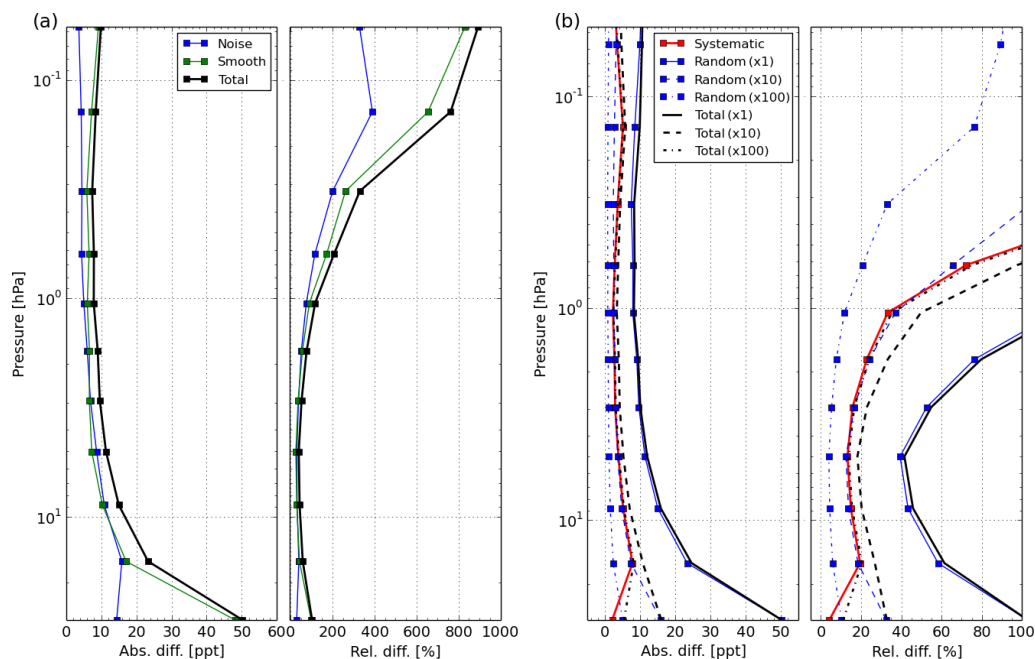 (a)
(b)
Noise
Smooth
Total
Systematic
Random (x1)
Random (x10)
Random (x100)
Total (x1)
Total (x10)
Total (x100)
Pressure [hPa]
10⁻¹
10⁰
10¹
0 10 20 30 40 50 60
Abs. diff. [ppt]
0 200 400 600 800 1000
Rel. diff. [%]
Pressure [hPa]
10⁻¹
10⁰
10¹
0 10 20 30 40 50
Abs. diff. [ppt]
0 20 40 60 80 100
Rel. diff. [%]